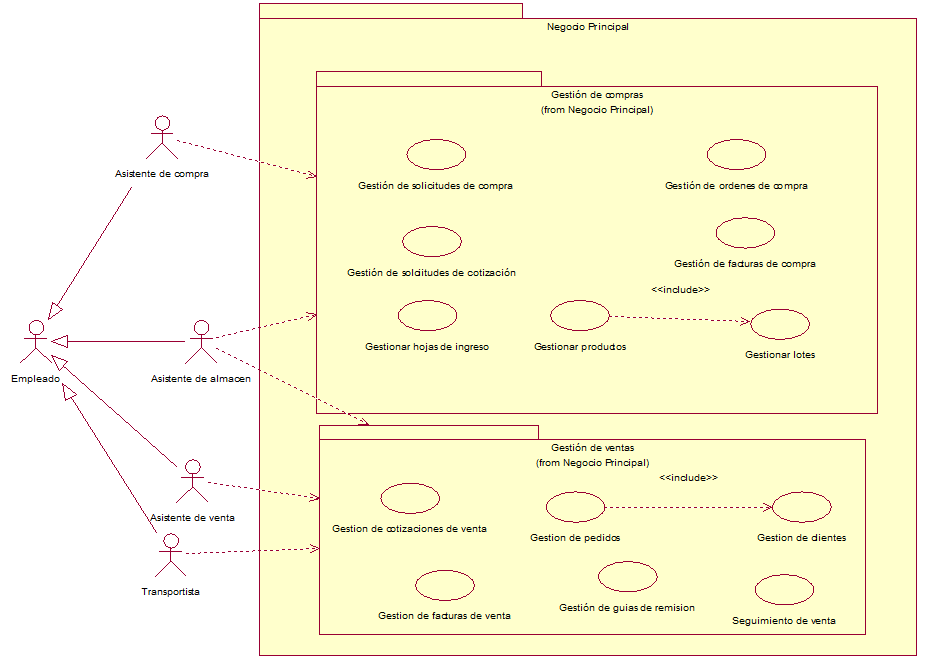 Negocio Principal
Gestión de compras
(from Negocio Principal)
Asistente de compra
Gestión de solicitudes de compra
Gestión de ordenes de compra
Gestión de solciitudes de cotización
Gestión de facturas de compra
<<include>>
Gestionar hojas de ingreso
Gestionar productos
Gestionar lotes
Empleado
Asistente de almacen
Gestión de ventas
(from Negocio Principal)
<<include>>
Asistente de venta
Gestion de cotizaciones de venta
Gestion de pedidos
Gestion de clientes
Transportista
Gestion de facturas de venta
Gestión de guias de remision
Seguimiento de venta